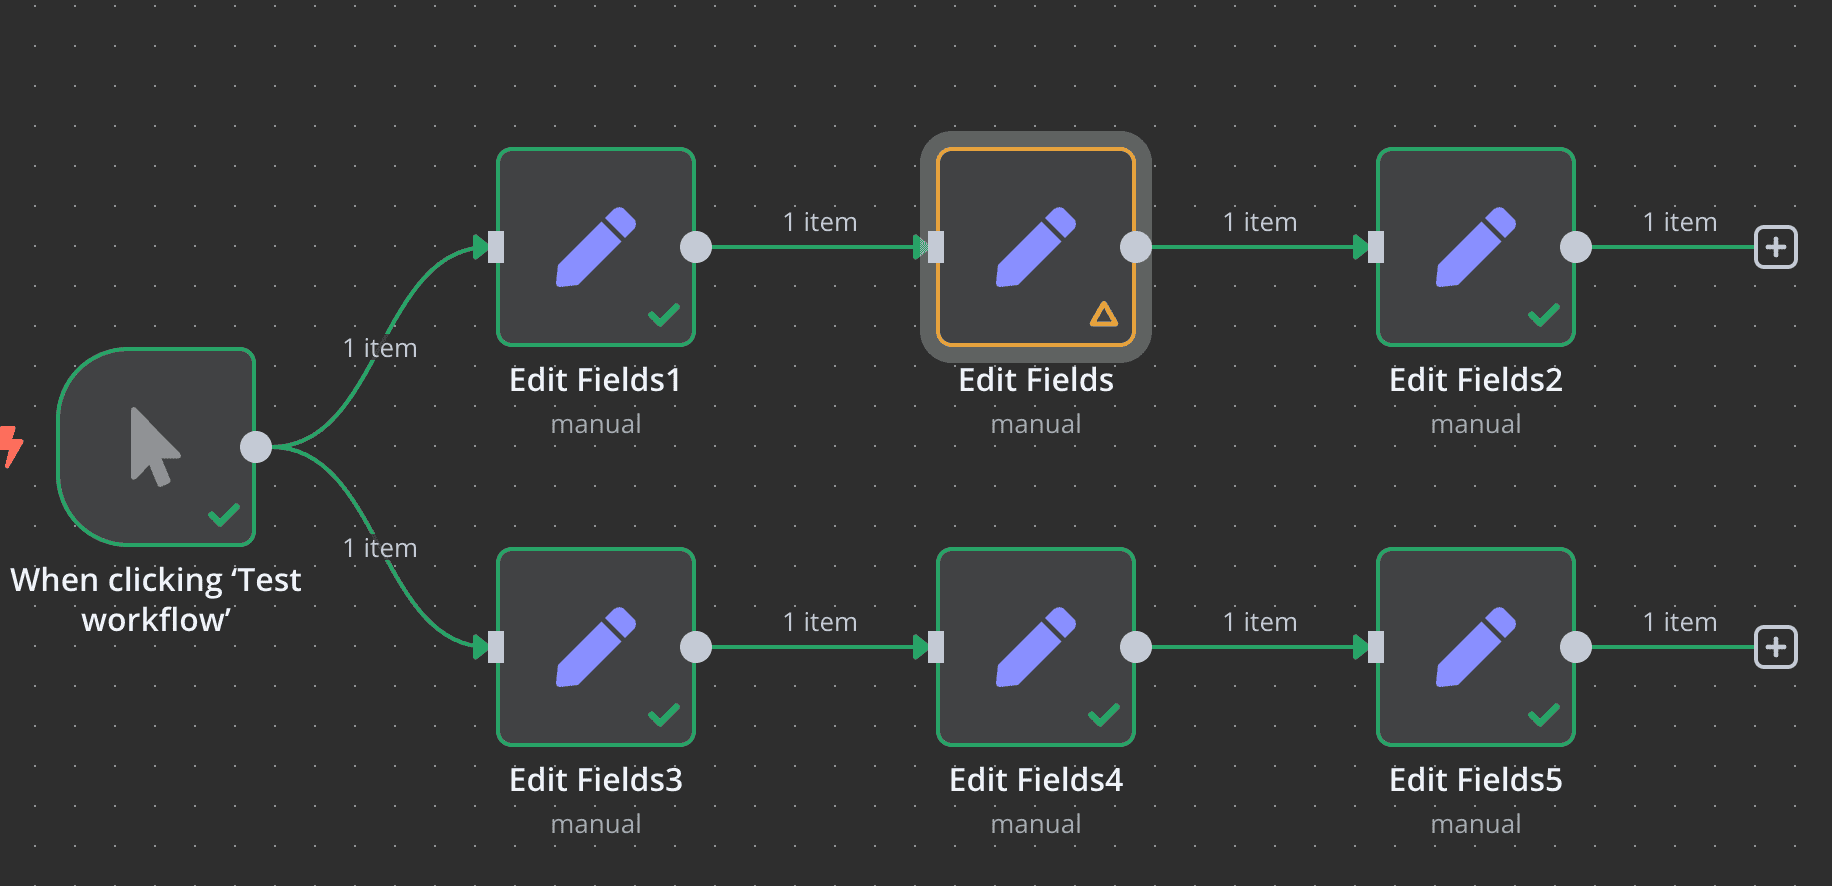 1 item
1 item
1 item
Edit Fields1
manual
Edit Fields
manual
Edit Fields2
manual
1 item
When clicking ‘Test
workflow’
1 item
1 item
1 item
1 item
Edit Fields3
manual
Edit Fields4
manual
Edit Fields5
manual